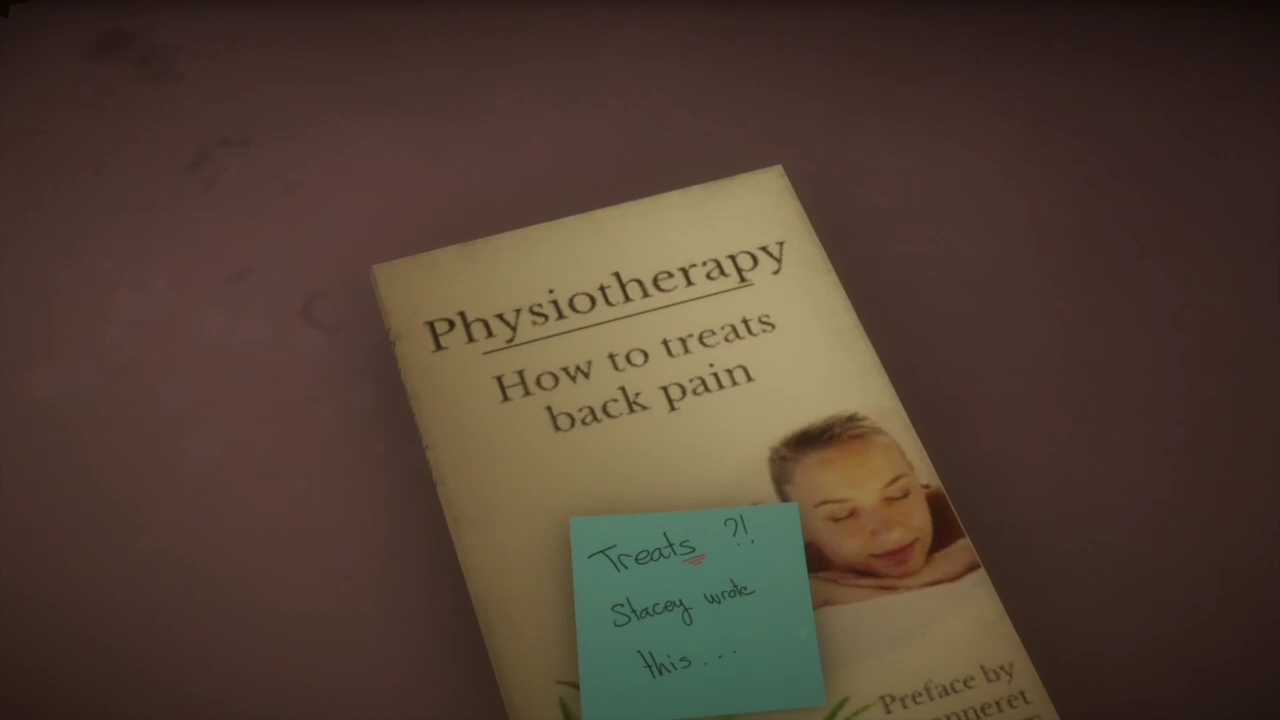 Physiotherapy
How to treats
back pain
Treats ?!
Stacey wrote
this...
Preface by